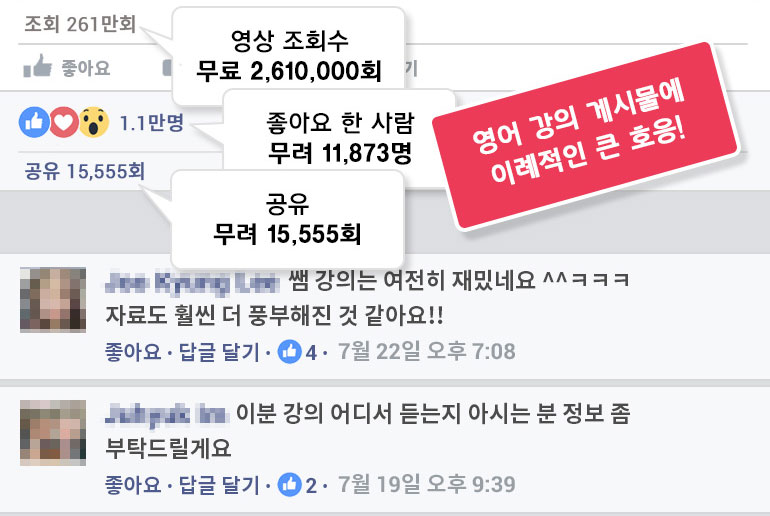 조회 261만회
영상 조회수
무료 2,610,000회
좋아요
기
1.1만명
좋아요 한 사람
무려 11,873명
영어 강의 게시물에
이례적인 큰 호응!
공유 15,555회
공유
무려 15,555회
쌤 강의는 여전히 재밌네요 ^^ㅋㅋㅋ
자료도 훨씬 더 풍부해진 것 같아요!!
좋아요 · 답글 달기 · 4 · 7월 22일 오후 7:08
이분 강의 어디서 듣는지 아시는 분 정보 좀
부탁드릴게요
좋아요 · 답글 달기 · 2 · 7월 19일 오후 9:39